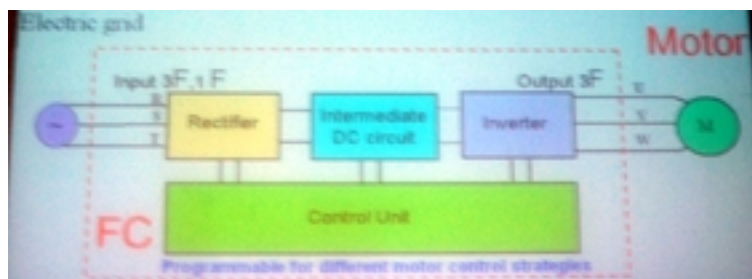 Electric grid
Motor
Input 3F, 1F
Output 3F
R
S
T
~
Rectifier
Intermediate
DC circuit
Inverter
U
V
W
M
Control Unit
FC
Programmable for different motor control strategies